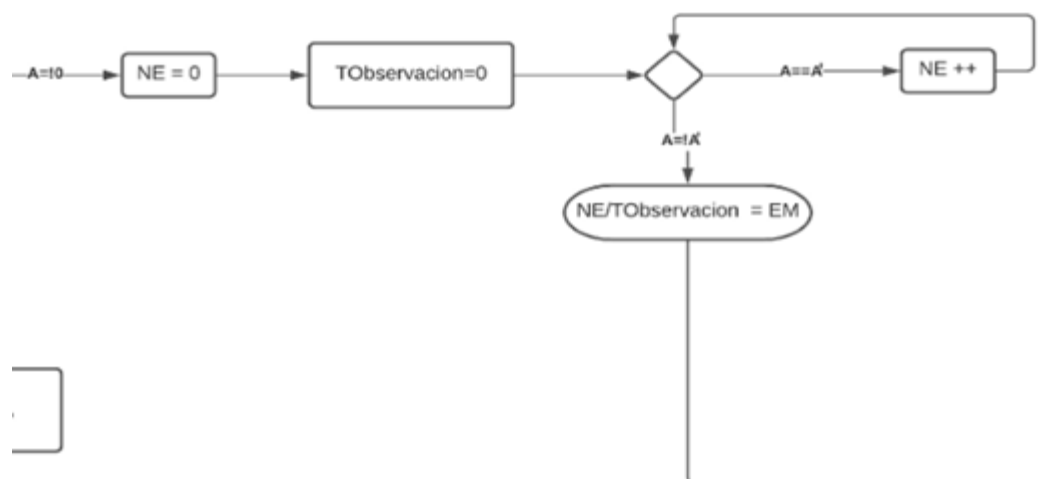 A=!0
NE = 0
TObservacion=0
A==A'
NE ++
A=!A'
NE/TObservacion = EM